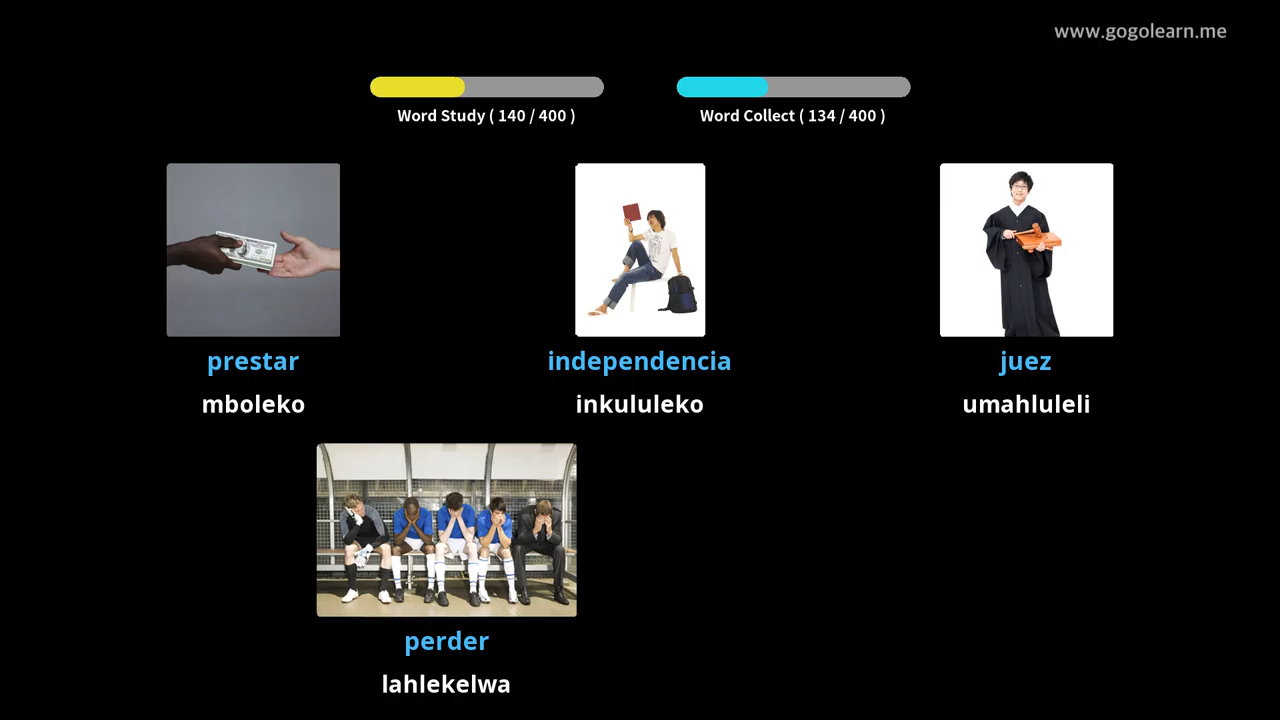 www.gogolearn.me
Word Study ( 140 / 400 )
Word Collect ( 134 / 400 )
prestar
mboleko
independencia
inkululeko
juez
umahluleli
perder
lahlekelwa